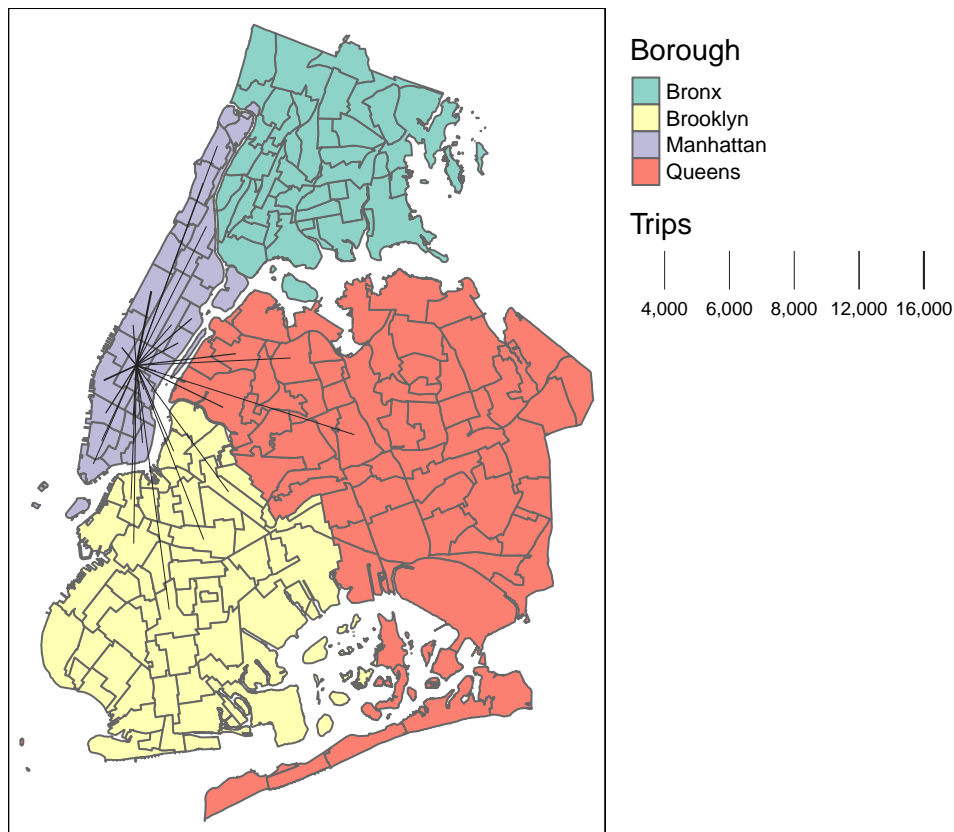 Borough
Bronx
Brooklyn
Manhattan
Queens
Trips
4,000 6,000 8,000 12,000 16,000